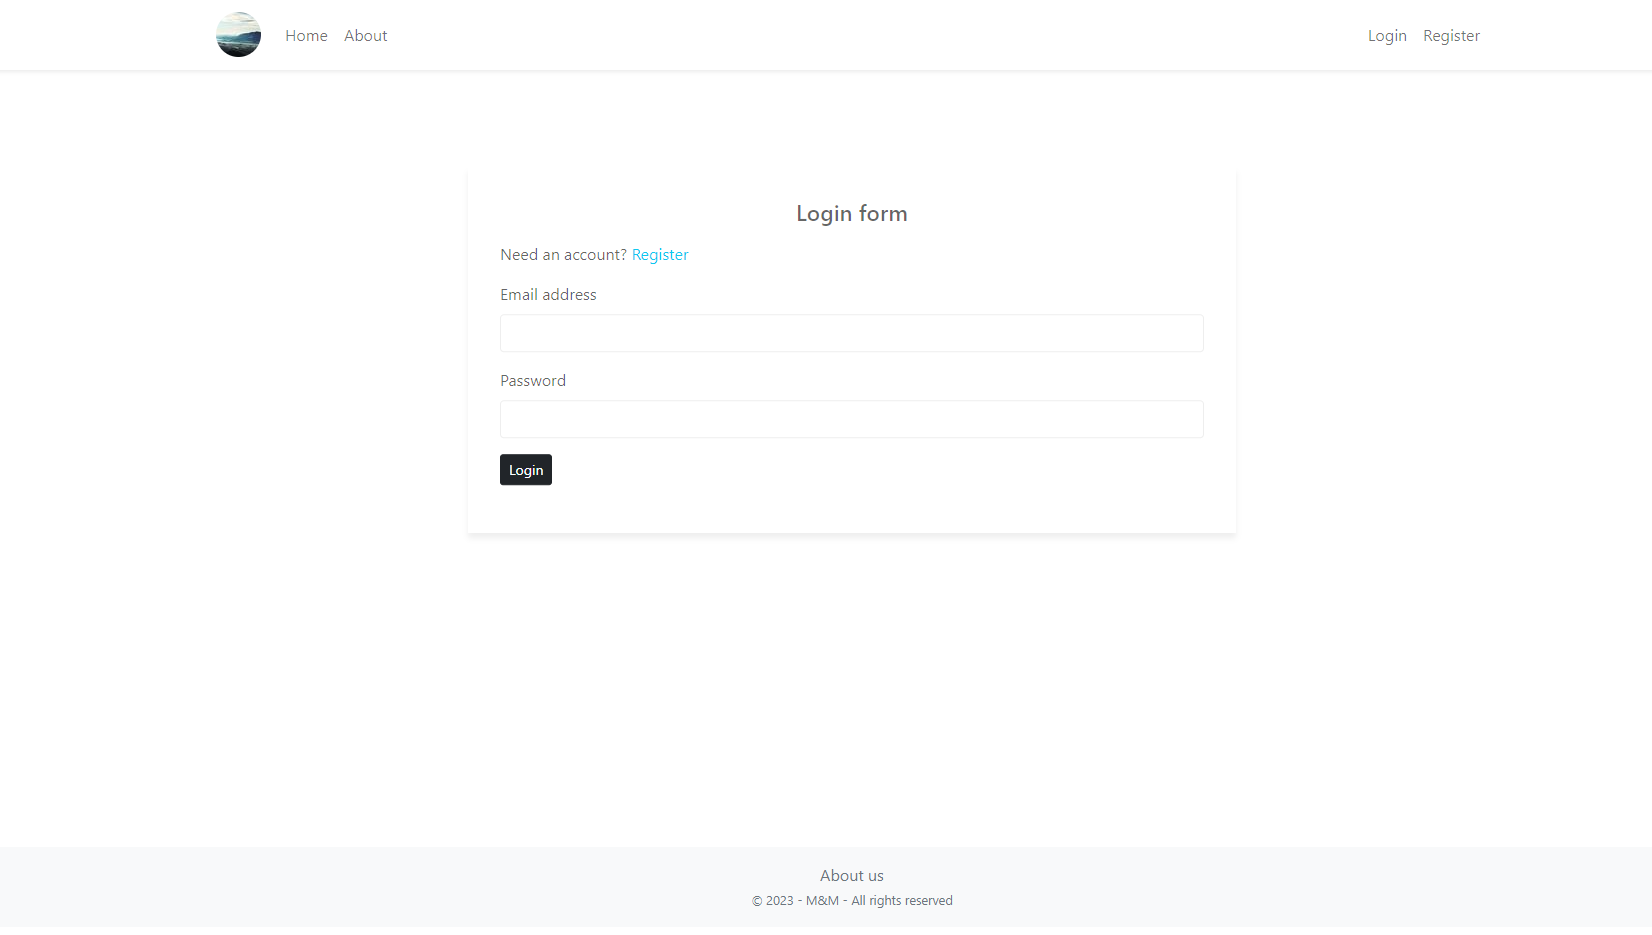 Home About Login Register
Login form
Need an account? Register
Email address
Password
Login
About us
© 2023 - M&M - All rights reserved